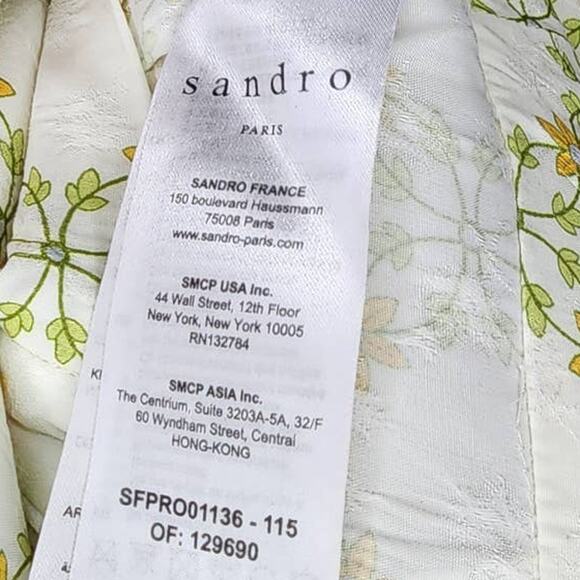 sandro
PARIS
SANDRO FRANCE
150 boulevard Haussmann
75008 Paris
www.sandro-paris.com
SMCP USA Inc.
44 Wall Street, 12th Floor
New York, New York 10005
RN132784
SMCP ASIA Inc.
The Centrium, Suite 3203A-5A, 32/F
60 Wyndham Street, Central
HONG-KONG
SFPRO01136 - 115
OF: 129690